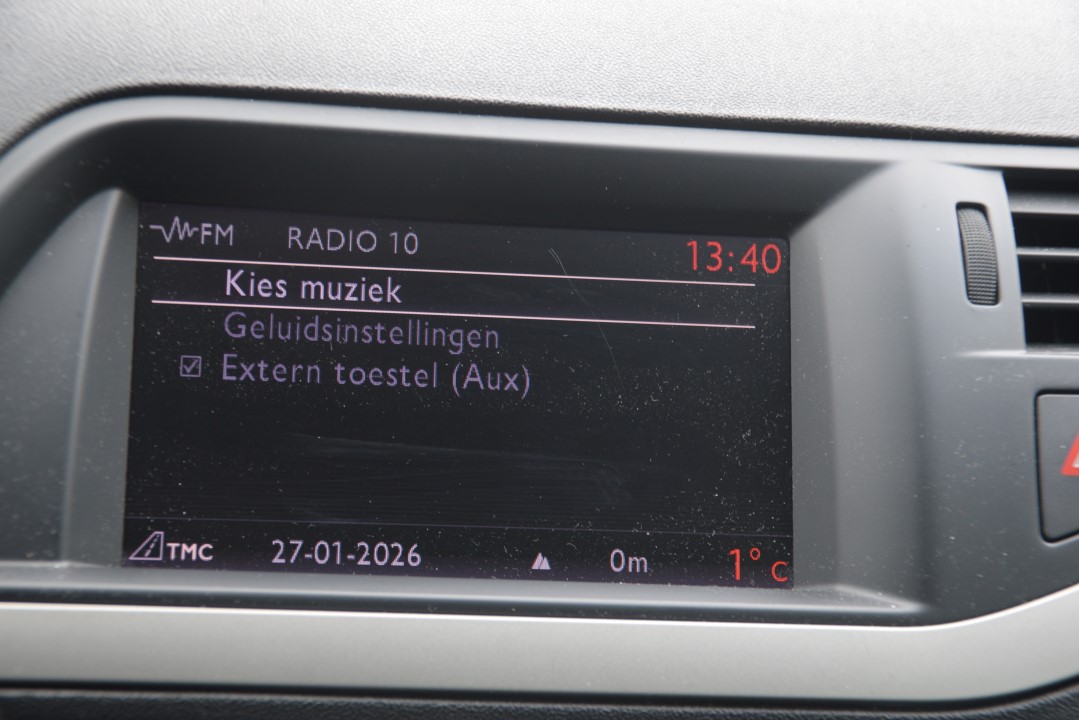 FM RADIO 10 13:40
Kies muziek
Geluidsinstellingen
Extern toestel (Aux)
TMC 27-01-2026 0m 1°C